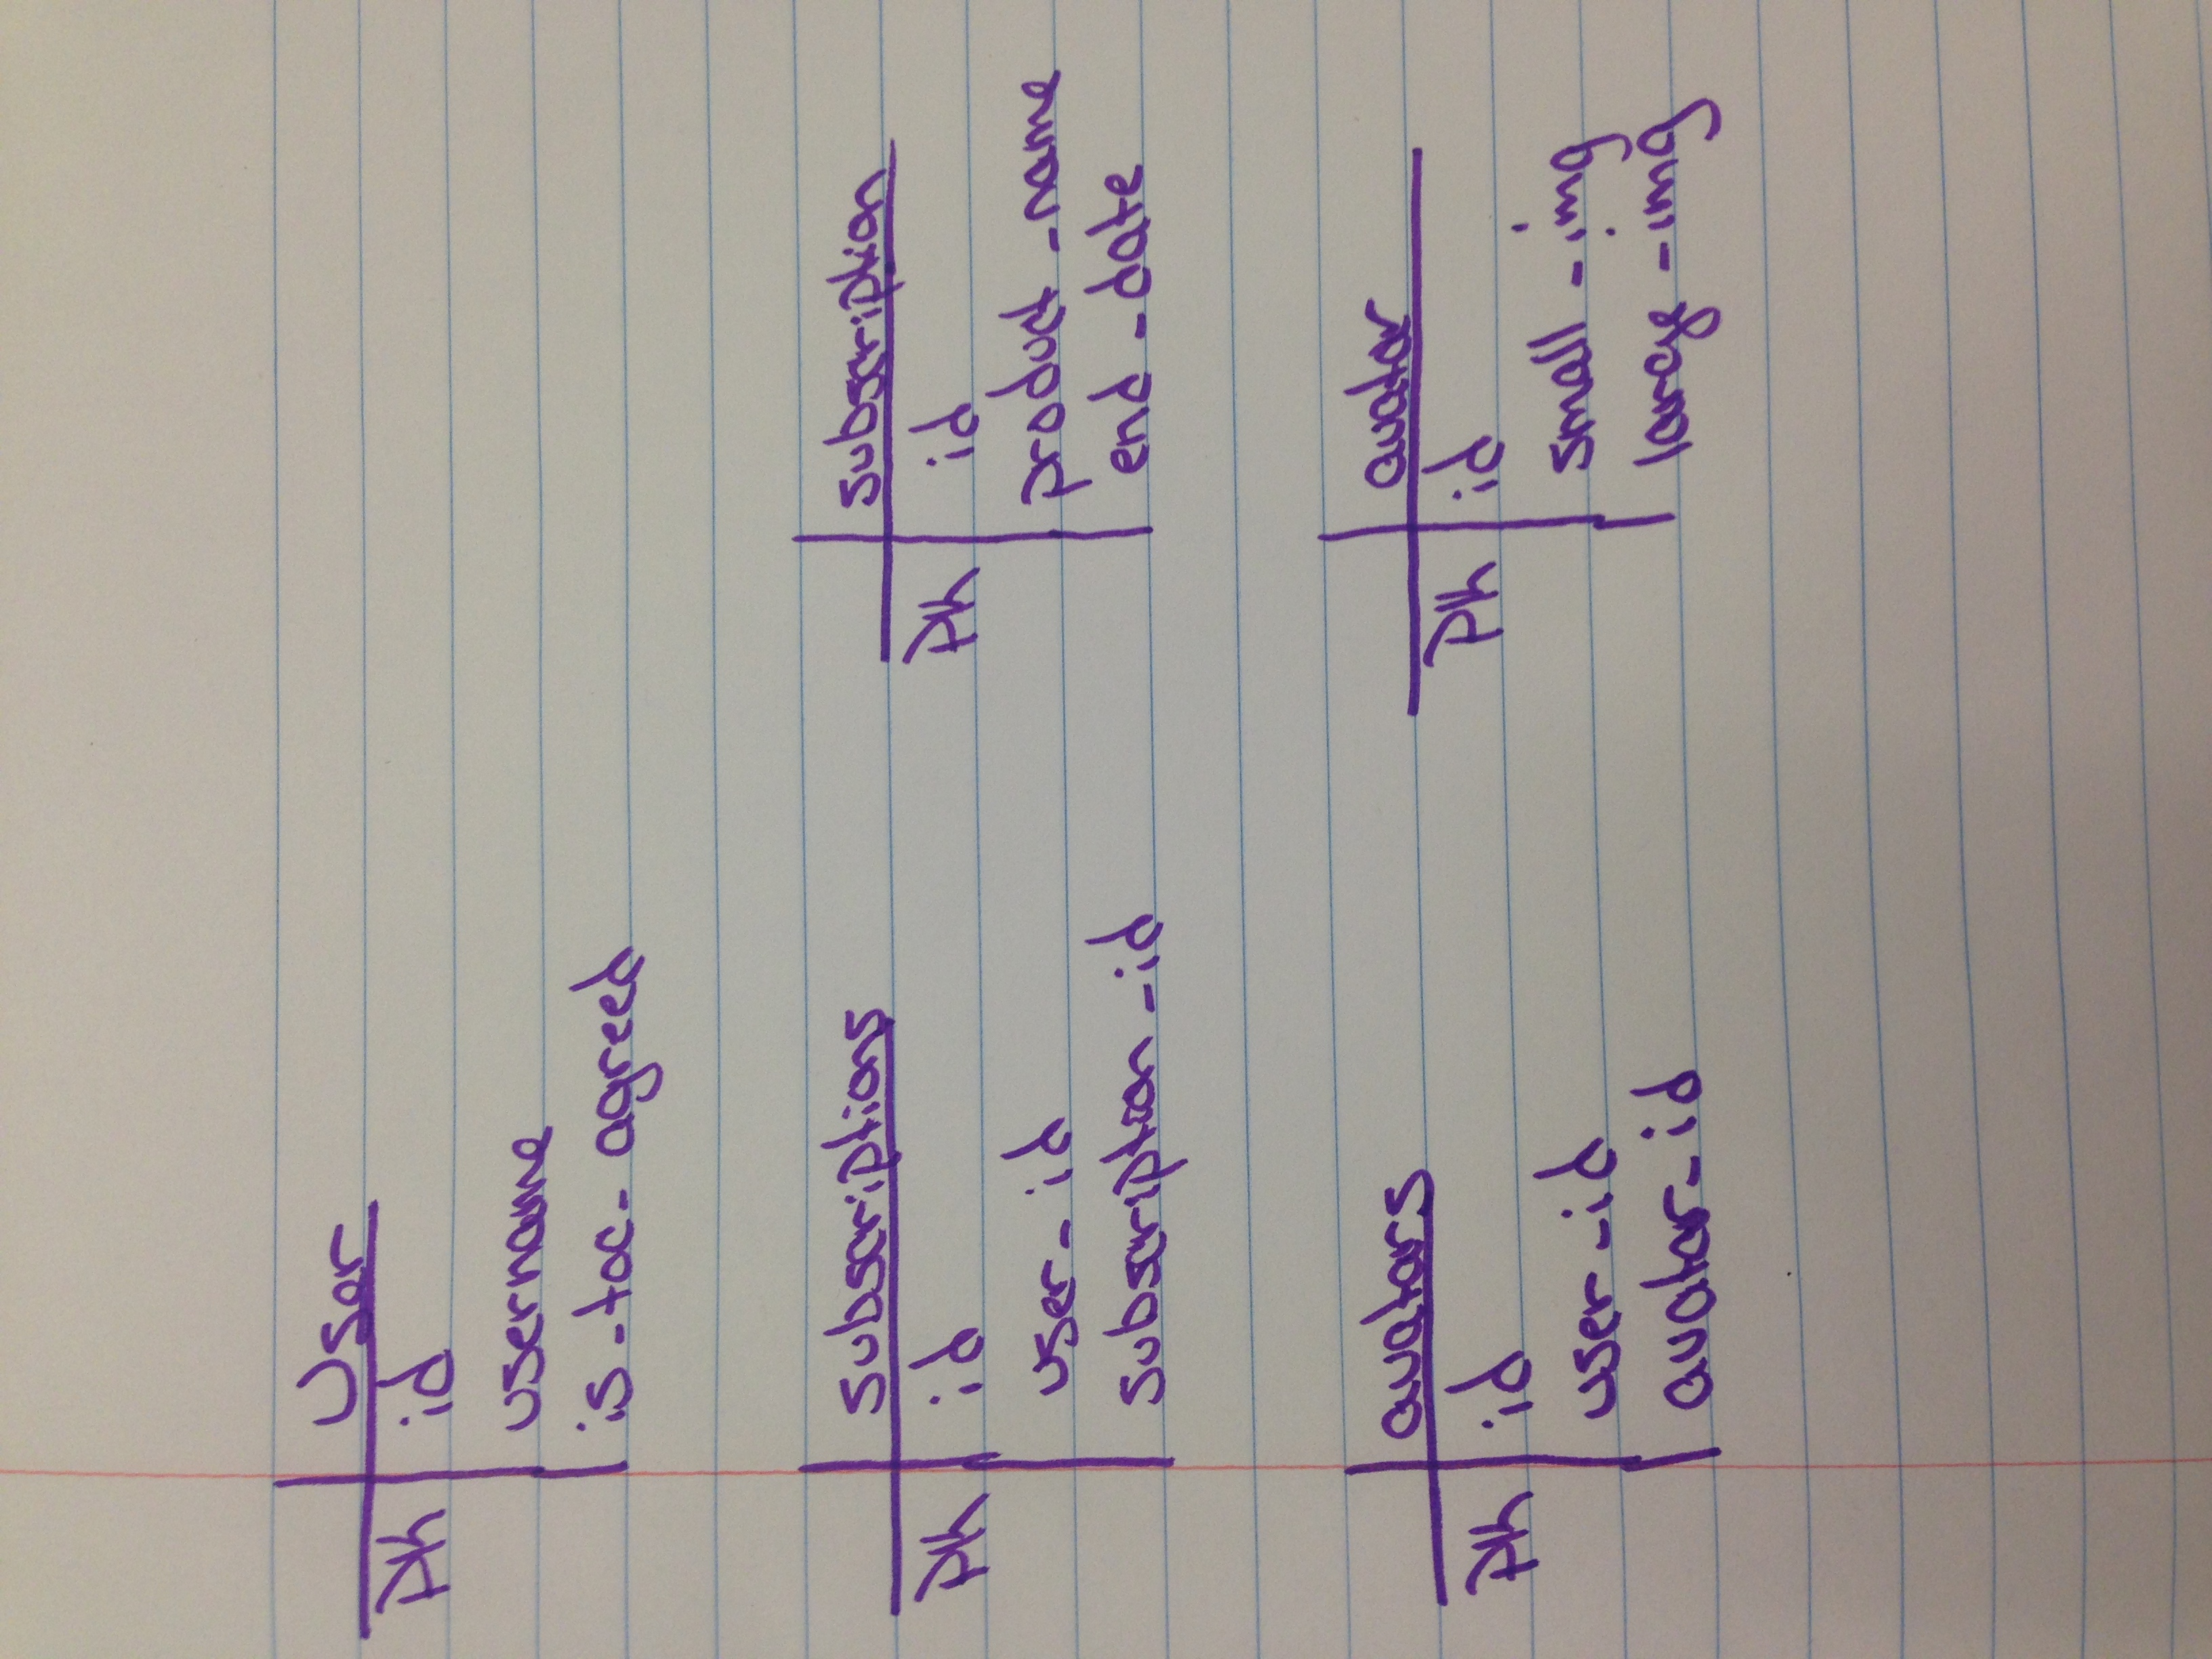 User
PK id
username
is_toc_agreed
subscriptions
PK id
user_id
subscription_id
subscription
PK id
product_name
end_date
avatars
PK id
user_id
avatar_id
avatar
PK id
small_img
large_img